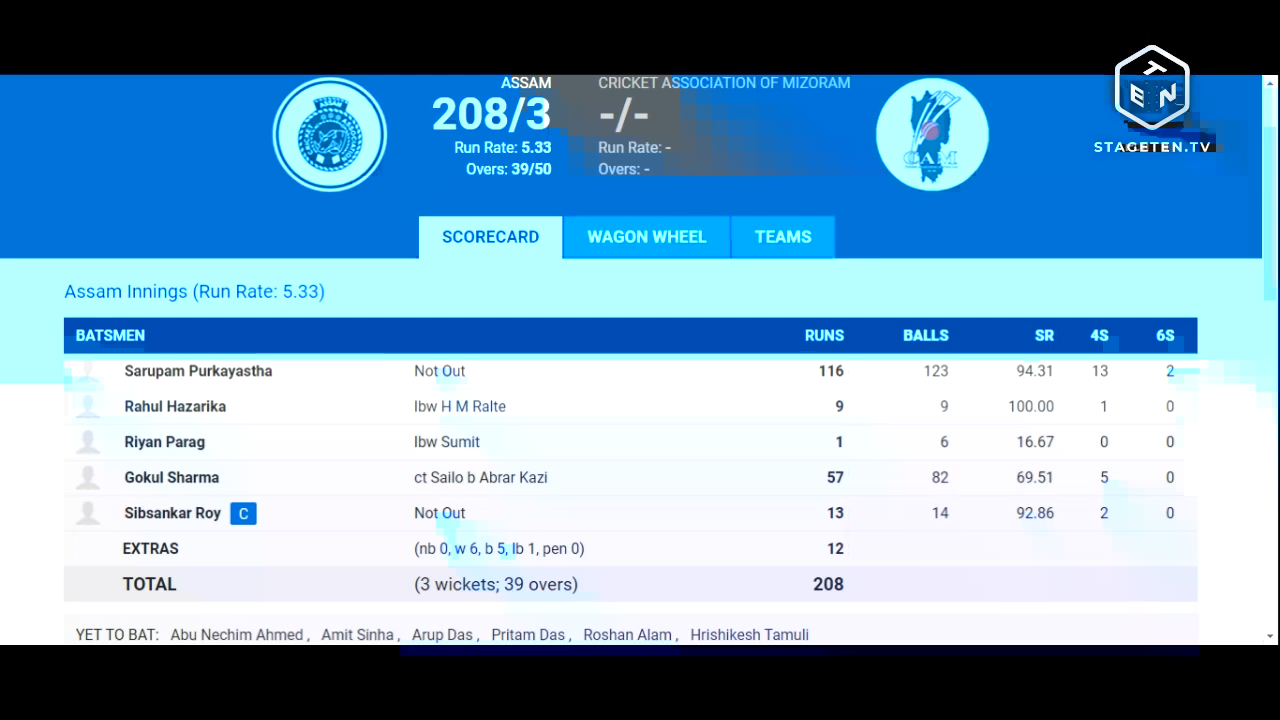 ASSAM
208/3
Run Rate: 5.33
Overs: 39/50
CRICKET ASSOCIATION OF MIZORAM
-/-
Run Rate: -
Overs: -
CAM
TEN
STAGETEN.TV
SCORECARD WAGON WHEEL TEAMS
Assam Innings (Run Rate: 5.33)
BATSMEN RUNS BALLS SR 4S 6S
Sarupam Purkayastha Not Out 116 123 94.31 13 2
Rahul Hazarika lbw H M Ralte 9 9 100.00 1 0
Riyan Parag lbw Sumit 1 6 16.67 0 0
Gokul Sharma ct Sailo b Abrar Kazi 57 82 69.51 5 0
Sibsankar Roy C Not Out 13 14 92.86 2 0
EXTRAS (nb 0, w 6, b 5, lb 1, pen 0) 12
TOTAL (3 wickets; 39 overs) 208
YET TO BAT: Abu Nechim Ahmed , Amit Sinha , Arup Das , Pritam Das , Roshan Alam , Hrishikesh Tamuli